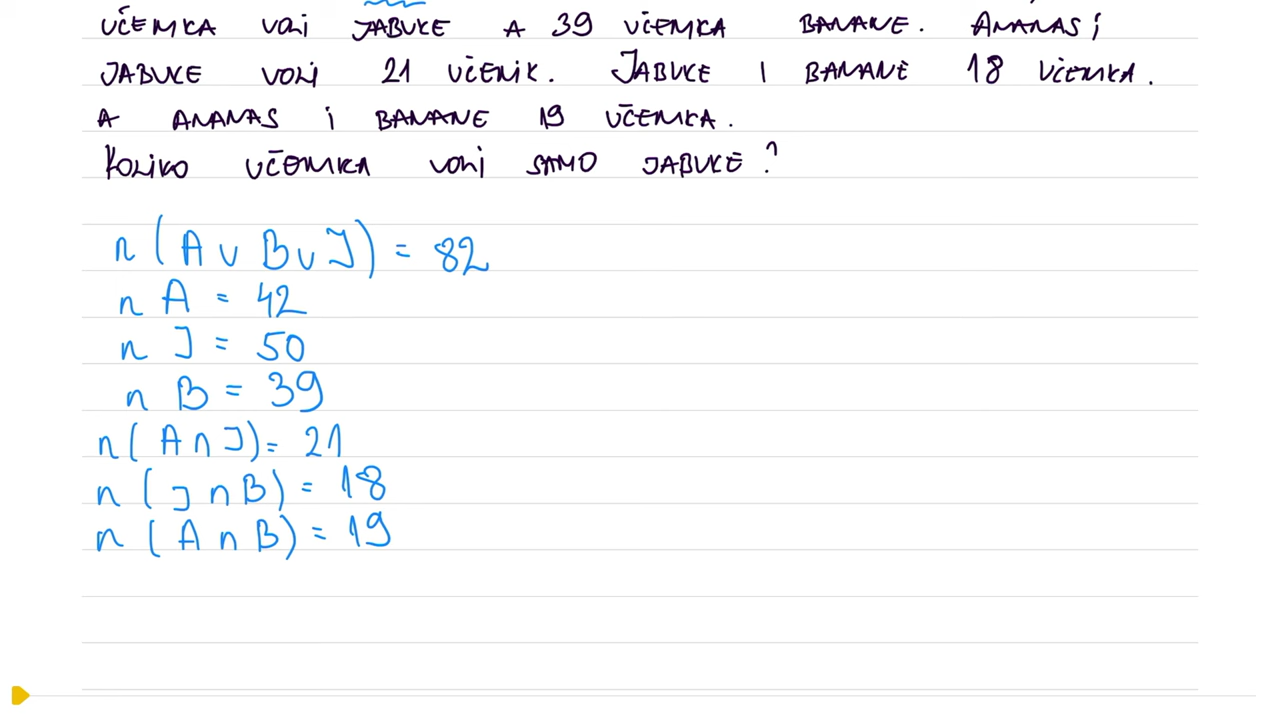 UČENIKA VOLI JABUKE A 39 UČENIKA BANANE. ANANAS I
JABUKE VOLI 21 UČENIK. JABUKE I BANANE 18 UČENIKA.
A ANANAS I BANANE 19 UČENIKA.
KOLIKO UČENIKA VOLI SAMO JABUKE?
n(A∪B∪J) = 82
n A = 42
n J = 50
n B = 39
n(A∩J) = 21
n(J∩B) = 18
n(A∩B) = 19